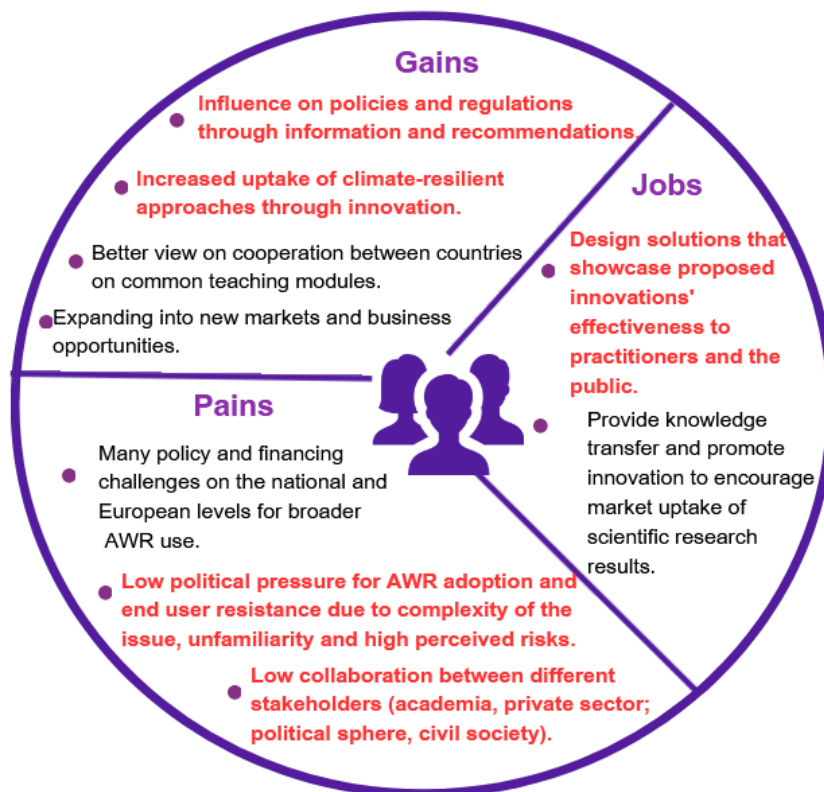 Gains
Influence on policies and regulations
through information and recommendations.
Increased uptake of climate-resilient
approaches through innovation.
Better view on cooperation between countries
on common teaching modules.
Expanding into new markets and business
opportunities.
Jobs
Design solutions that
showcase proposed
innovations'
effectiveness to
practitioners and the
public.
Provide knowledge
transfer and promote
innovation to encourage
market uptake of
scientific research
results.
Pains
Many policy and financing
challenges on the national and
European levels for broader
AWR use.
Low political pressure for AWR adoption and
end user resistance due to complexity of the
issue, unfamiliarity and high perceived risks.
Low collaboration between different
stakeholders (academia, private sector;
political sphere, civil society).